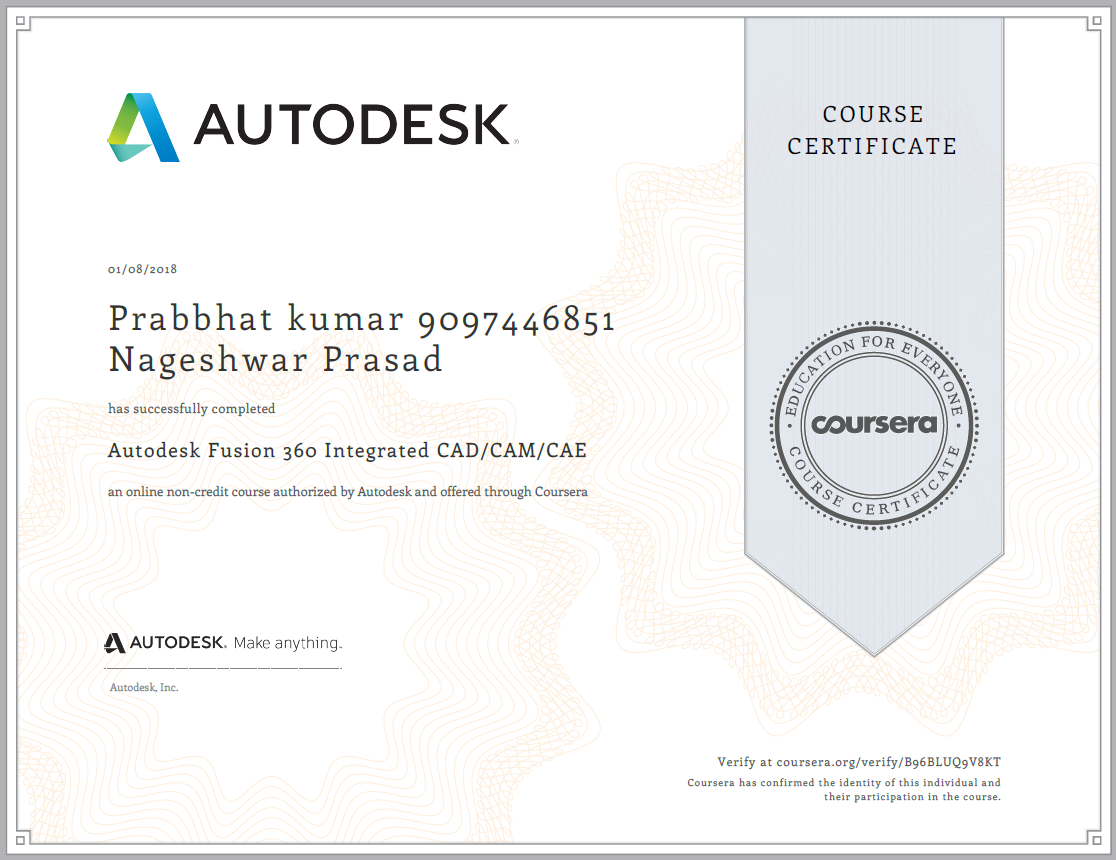 AUTODESK®
COURSE
CERTIFICATE
01/08/2018
Prabbhat kumar 9097446851
Nageshwar Prasad
has successfully completed
Autodesk Fusion 360 Integrated CAD/CAM/CAE
an online non-credit course authorized by Autodesk and offered through Coursera
EDUCATION FOR EVERYONE
coursera
COURSE CERTIFICATE
AUTODESK® Make anything.
Autodesk, Inc.
Verify at coursera.org/verify/B96BLUQ9V8KT
Coursera has confirmed the identity of this individual and
their participation in the course.